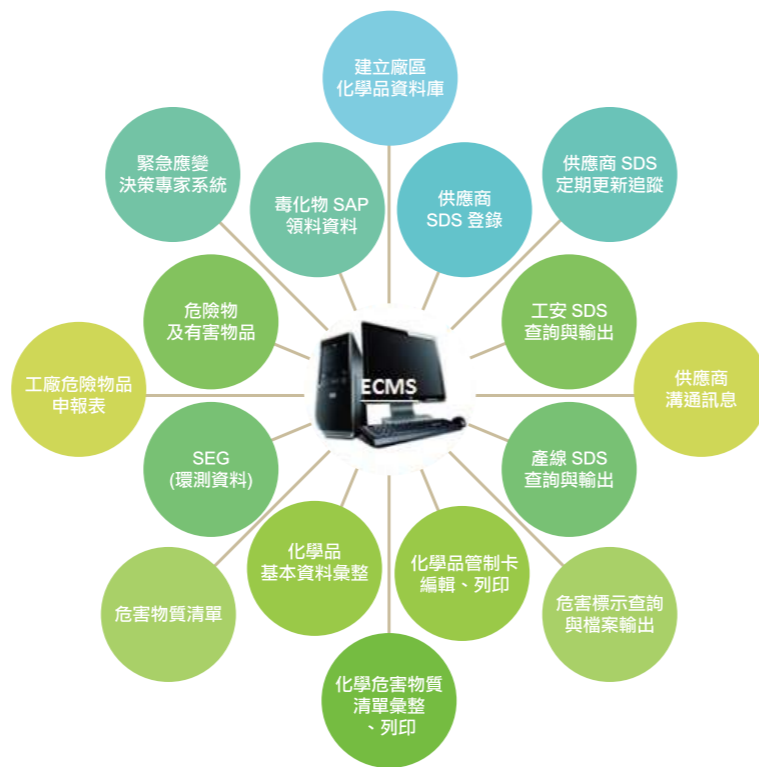 建立廠區
化學品資料庫
緊急應變
決策專家系統
毒化物 SAP
領料資料
供應商
SDS 登錄
供應商 SDS
定期更新追蹤
危險物
及有害物品
工安 SDS
查詢與輸出
工廠危險物品
申報表
ECMS
供應商
溝通訊息
SEG
(環測資料)
產線 SDS
查詢與輸出
化學品
基本資料彙整
化學品管制卡
編輯、列印
危害物質清單
危害標示查詢
與檔案輸出
化學危害物質
清單彙整
、列印